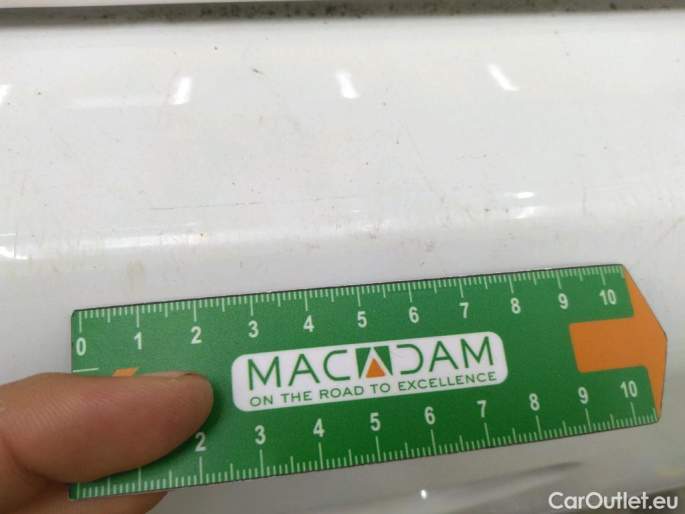 0 1 2 3 4 5 6 7 8 9 10
MACADAM
ON THE ROAD TO EXCELLENCE
2 3 4 5 6 7 8 9 10
CarOutlet.eu